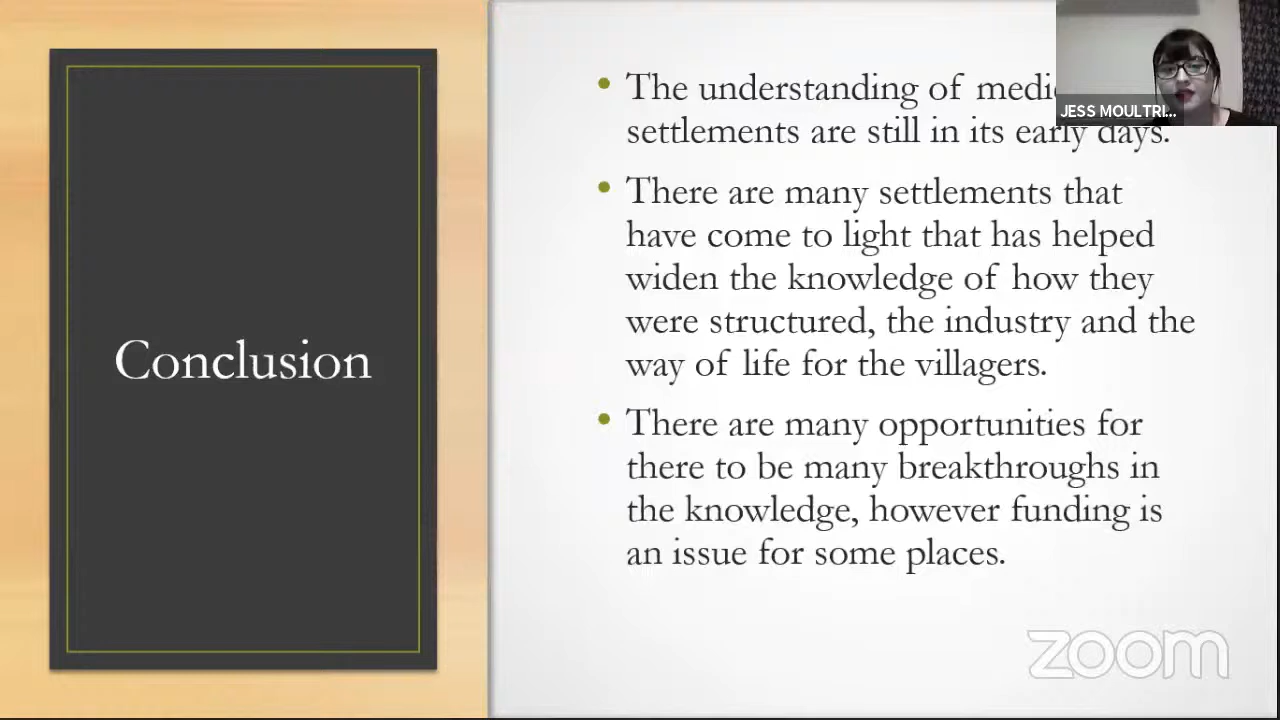 Conclusion
The understanding of
settlements are still in its early days.
There are many settlements that
have come to light that has helped
widen the knowledge of how they
were structured, the industry and the
way of life for the villagers.
There are many opportunities for
there to be many breakthroughs in
the knowledge, however funding is
an issue for some places.
JESS MOULTRI...
zoom